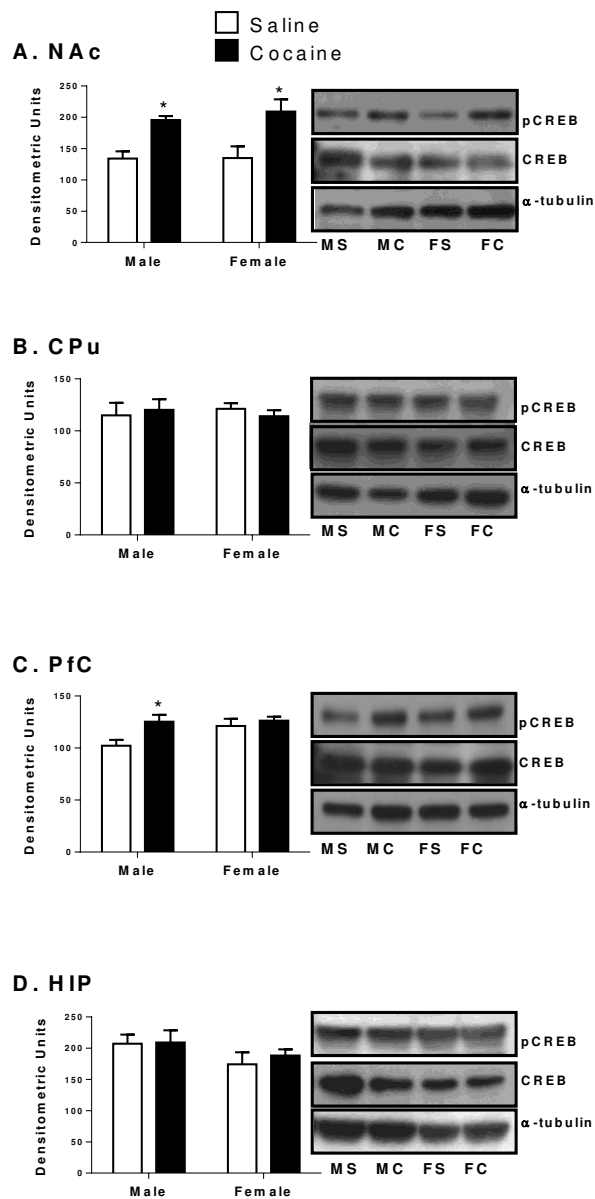 Saline
Cocaine
A. NAc
Densitometric Units
250
200
150
100
50
0
*
*
Male
Female
pCREB
CREB
α-tubulin
MS MC FS FC
B. CPu
Densitometric Units
150
100
50
0
Male
Female
pCREB
CREB
α-tubulin
MS MC FS FC
C. PfC
Densitometric Units
150
100
50
0
*
Male
Female
pCREB
CREB
α-tubulin
MS MC FS FC
D. HIP
Densitometric Units
250
200
150
100
50
0
Male
Female
pCREB
CREB
α-tubulin
MS MC FS FC